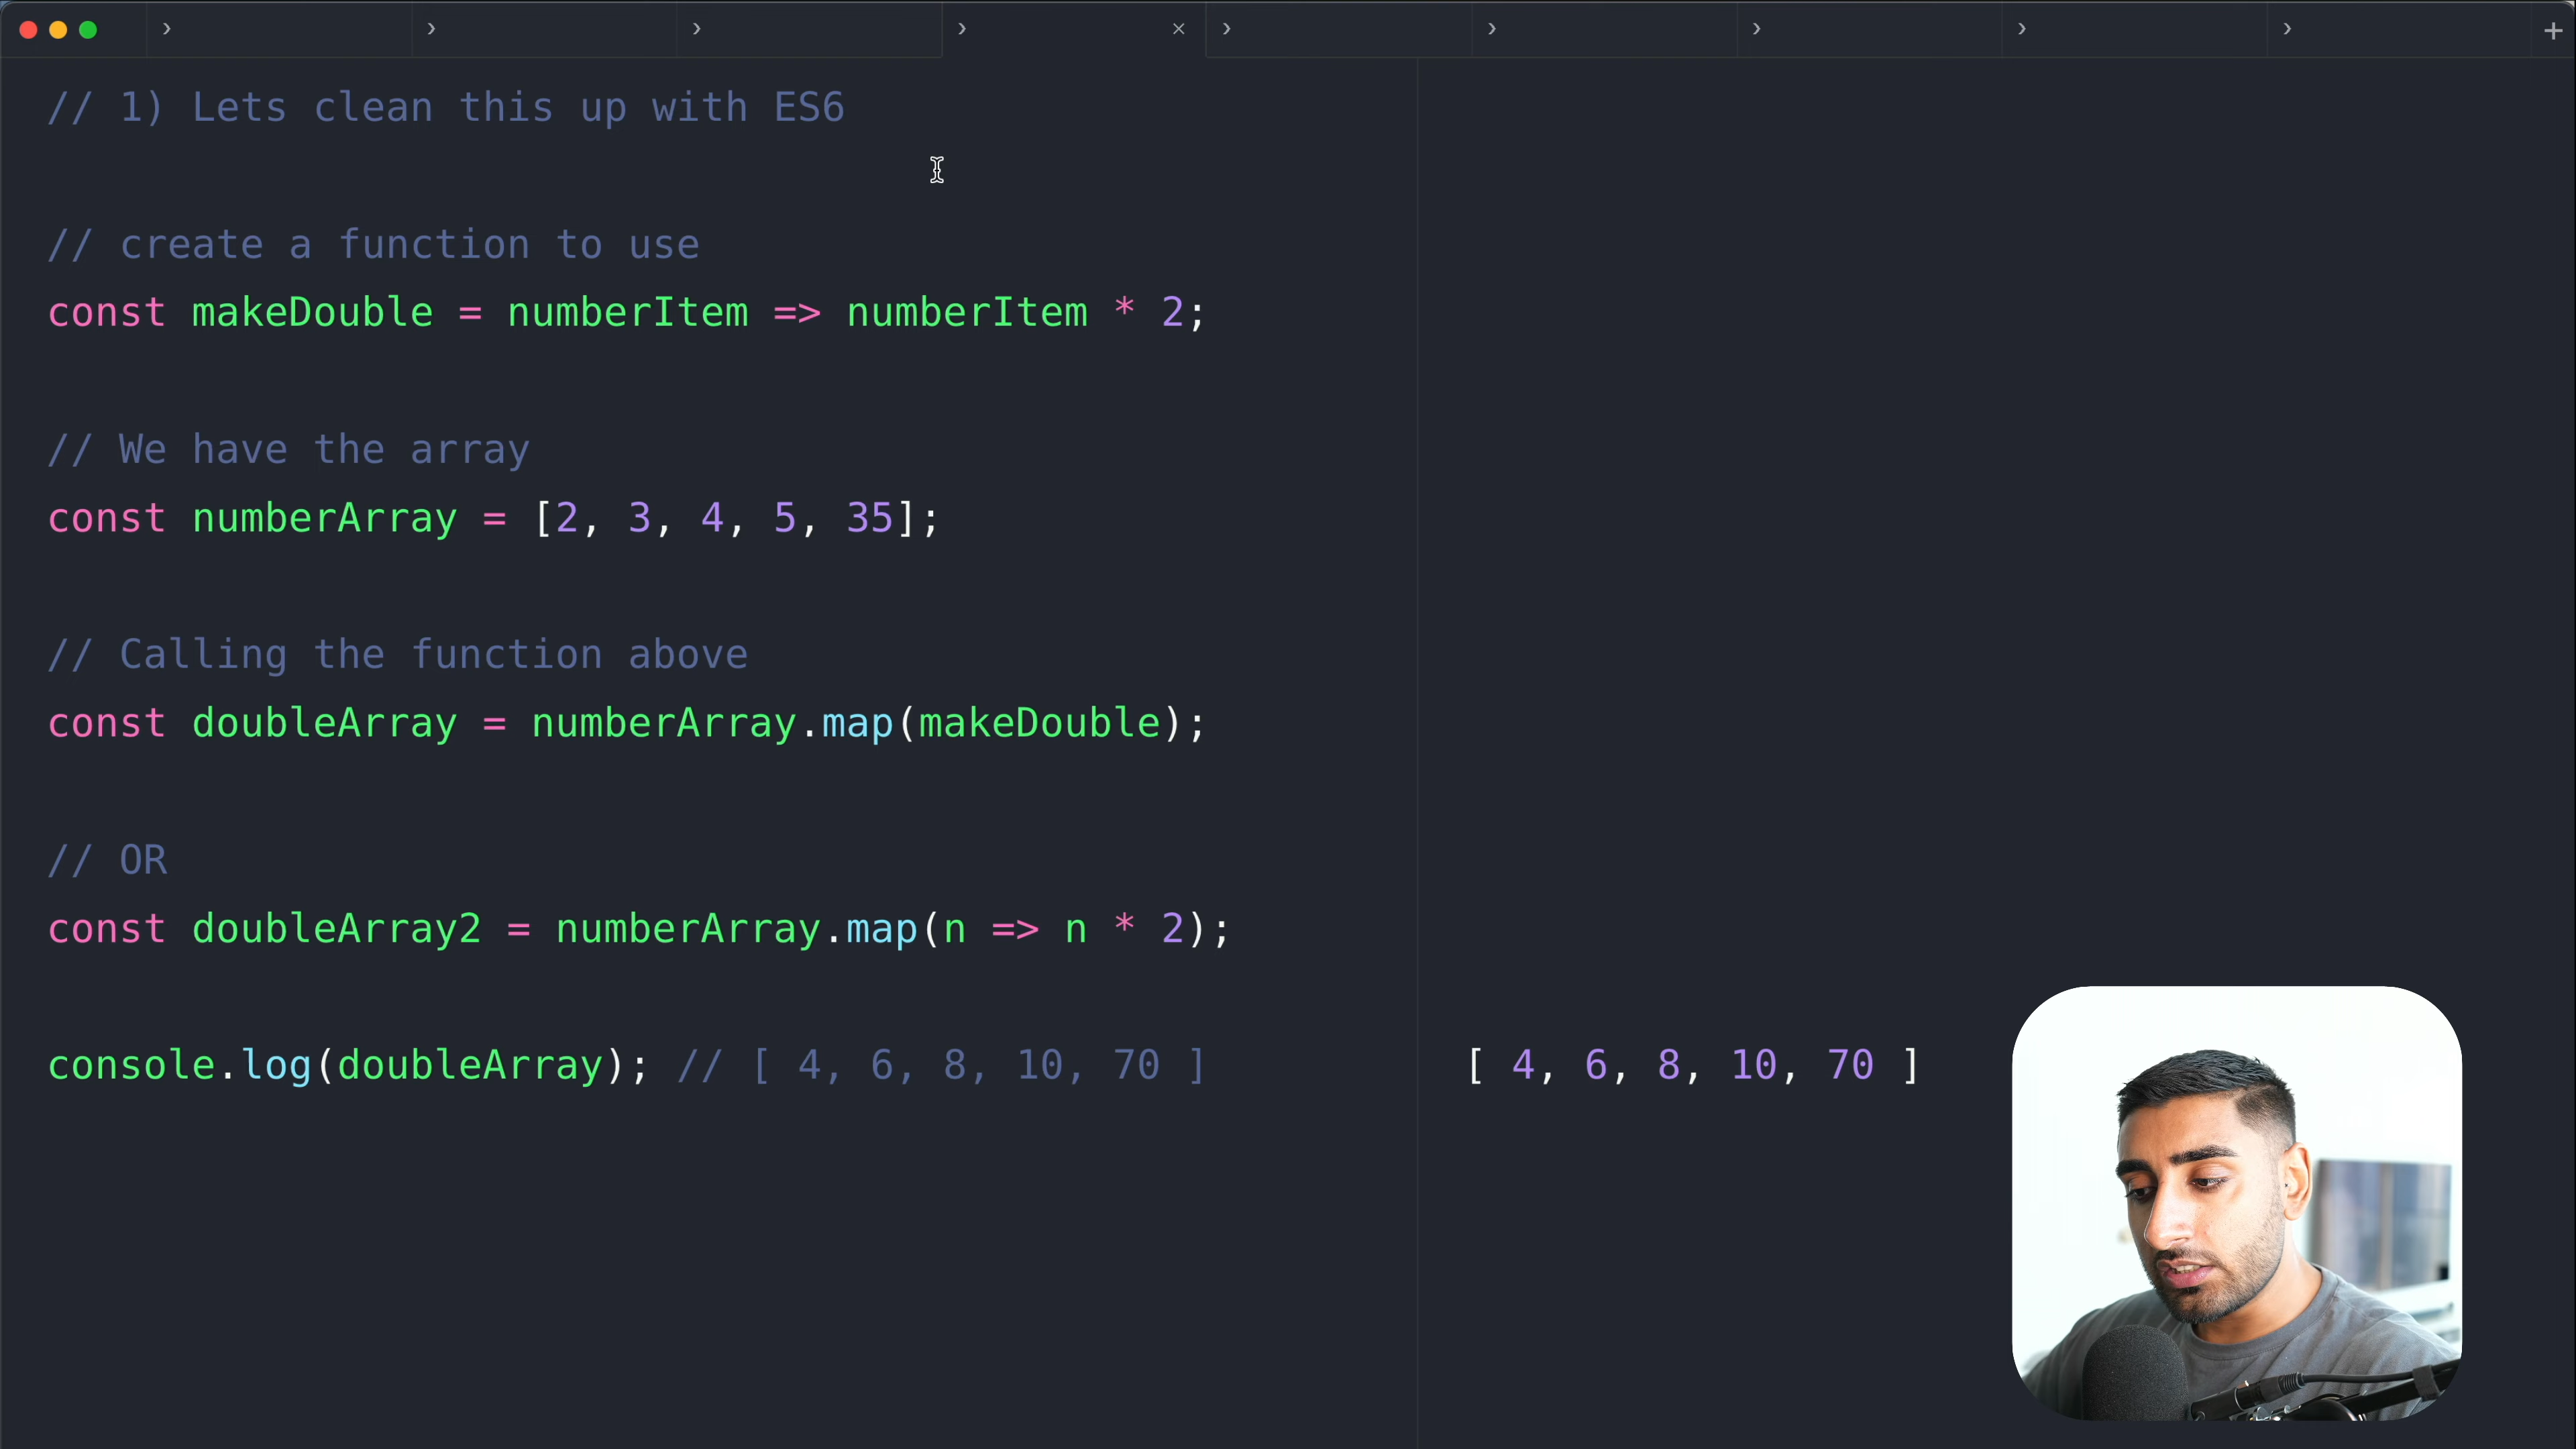 // 1) Lets clean this up with ES6
// create a function to use
const makeDouble = numberItem => numberItem * 2;
// We have the array
const numberArray = [2, 3, 4, 5, 35];
// Calling the function above
const doubleArray = numberArray.map(makeDouble);
// OR
const doubleArray2 = numberArray.map(n => n * 2);
console.log(doubleArray); // [ 4, 6, 8, 10, 70 ]
[ 4, 6, 8, 10, 70 ]